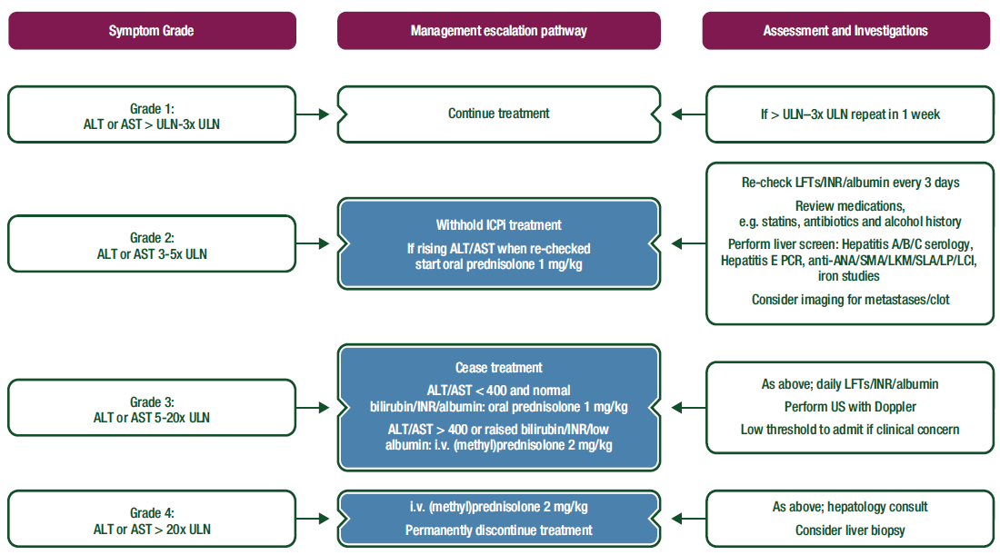 Symptom Grade
Management escalation pathway
Assessment and Investigations
Grade 1:
ALT or AST > ULN-3x ULN
Continue treatment
If > ULN–3x ULN repeat in 1 week
Grade 2:
ALT or AST 3-5x ULN
Withhold ICPi treatment
If rising ALT/AST when re-checked
start oral prednisolone 1 mg/kg
Re-check LFTs/INR/albumin every 3 days
Review medications,
e.g. statins, antibiotics and alcohol history
Perform liver screen: Hepatitis A/B/C serology,
Hepatitis E PCR, anti-ANA/SMA/LKM/SLA/LP/LCI,
iron studies
Consider imaging for metastases/clot
Grade 3:
ALT or AST 5-20x ULN
Cease treatment
ALT/AST < 400 and normal
bilirubin/INR/albumin: oral prednisolone 1 mg/kg
ALT/AST > 400 or raised bilirubin/INR/low
albumin: i.v. (methyl)prednisolone 2 mg/kg
As above; daily LFTs/INR/albumin
Perform US with Doppler
Low threshold to admit if clinical concern
Grade 4:
ALT or AST > 20x ULN
i.v. (methyl)prednisolone 2 mg/kg
Permanently discontinue treatment
As above; hepatology consult
Consider liver biopsy